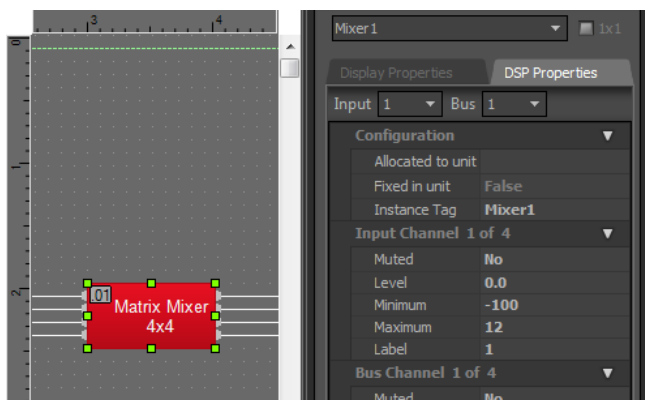 3 4
0
1
2
.01
Matrix Mixer
4x4
Mixer1 1x1
Display Properties DSP Properties
Input 1 Bus 1
Configuration
Allocated to unit
Fixed in unit False
Instance Tag Mixer1
Input Channel 1 of 4
Muted No
Level 0.0
Minimum -100
Maximum 12
Label 1
Bus Channel 1 of 4
Muted No